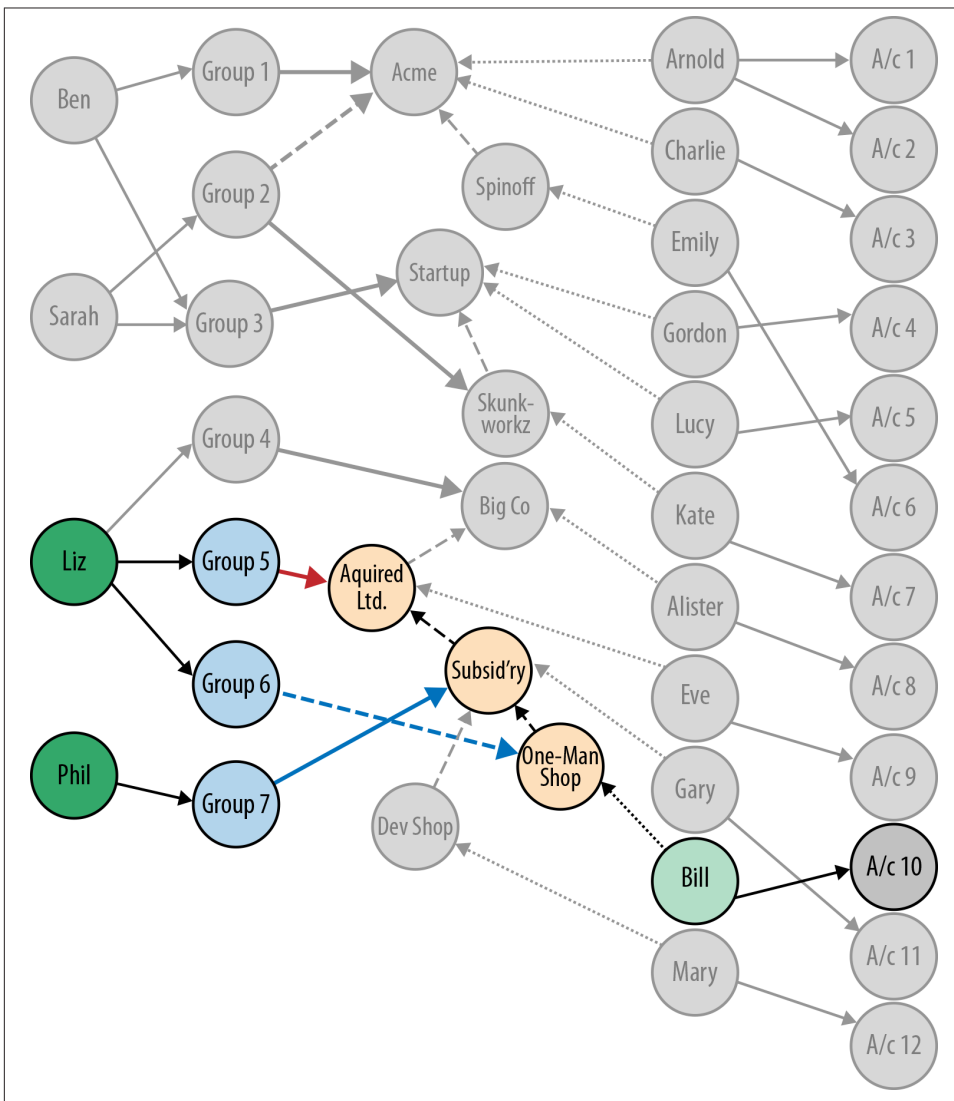 Ben
Group 1
Acme
Arnold
A/c 1
Group 2
Spinoff
Charlie
A/c 2
Emily
A/c 3
Sarah
Group 3
Startup
Gordon
A/c 4
Skunk-
workz
Lucy
A/c 5
Group 4
Big Co
Kate
A/c 6
Liz
Group 5
Aquired
Ltd.
Alister
A/c 7
Group 6
Subsid'ry
Eve
A/c 8
Phil
Group 7
One-Man
Shop
Gary
A/c 9
Dev Shop
Bill
A/c 10
Mary
A/c 11
A/c 12